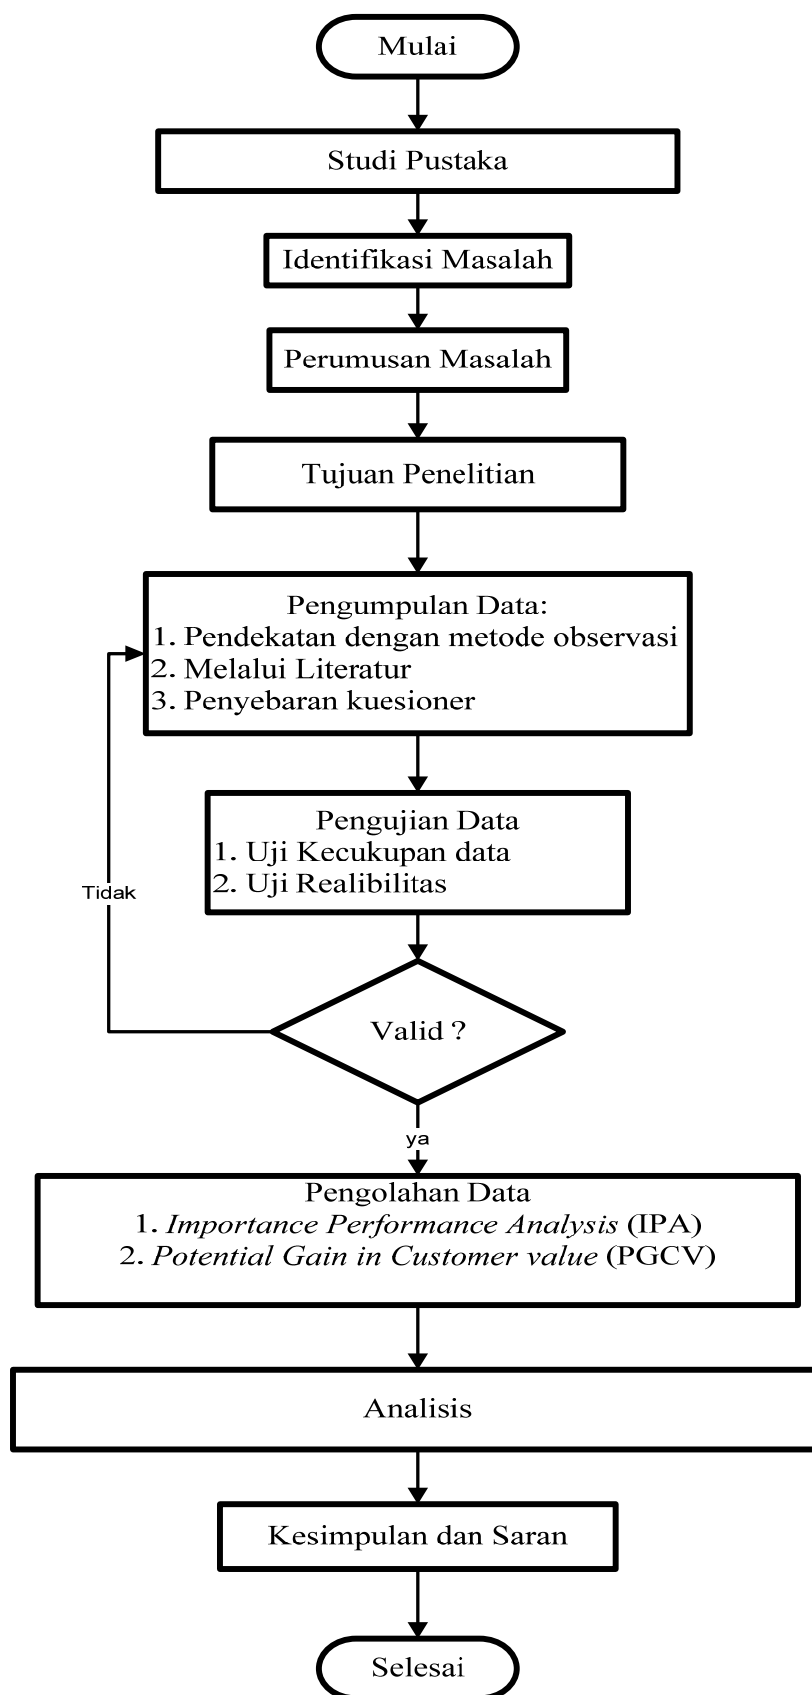 Mulai
Studi Pustaka
Identifikasi Masalah
Perumusan Masalah
Tujuan Penelitian
Pengumpulan Data:
1. Pendekatan dengan metode observasi
2. Melalui Literatur
3. Penyebaran kuesioner
Pengujian Data
1. Uji Kecukupan data
2. Uji Realibilitas
Tidak
Valid ?
ya
Pengolahan Data
1. Importance Performance Analysis (IPA)
2. Potential Gain in Customer value (PGCV)
Analisis
Kesimpulan dan Saran
Selesai